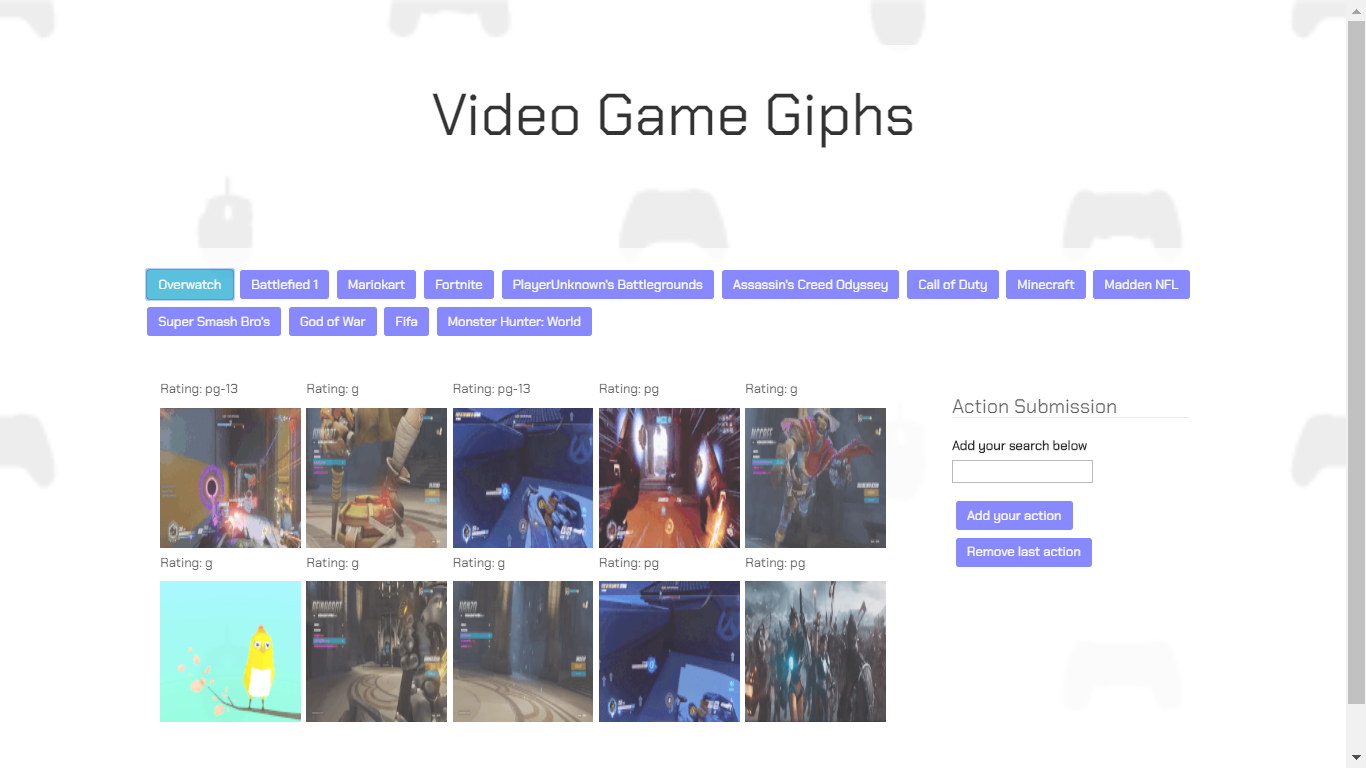 Video Game Giphs
Overwatch Battlefied 1 Mariokart Fortnite PlayerUnknown's Battlegrounds Assassin's Creed Odyssey Call of Duty Minecraft Madden NFL
Super Smash Bro's God of War Fifa Monster Hunter: World
Rating: pg-13 Rating: g Rating: pg-13 Rating: pg Rating: g
Action Submission
Add your search below
Add your action
Remove last action
MCCREE
Rating: g Rating: g Rating: g Rating: pg Rating: pg
REINHARDT
HANZO